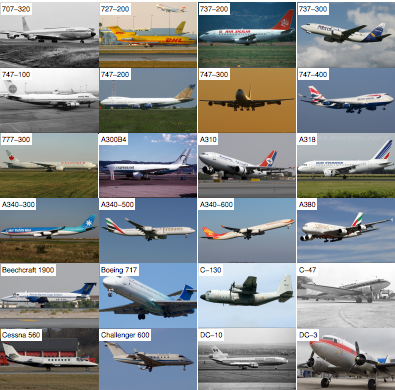 707-320
727-200
737-200
737-300
DHL
747-100
747-200
747-300
747-400
777-300
A300B4
A310
A318
A340-300
A340-500
A340-600
A380
Beechcraft 1900
Boeing 717
C-130
C-47
Cessna 560
Challenger 600
DC-10
DC-3